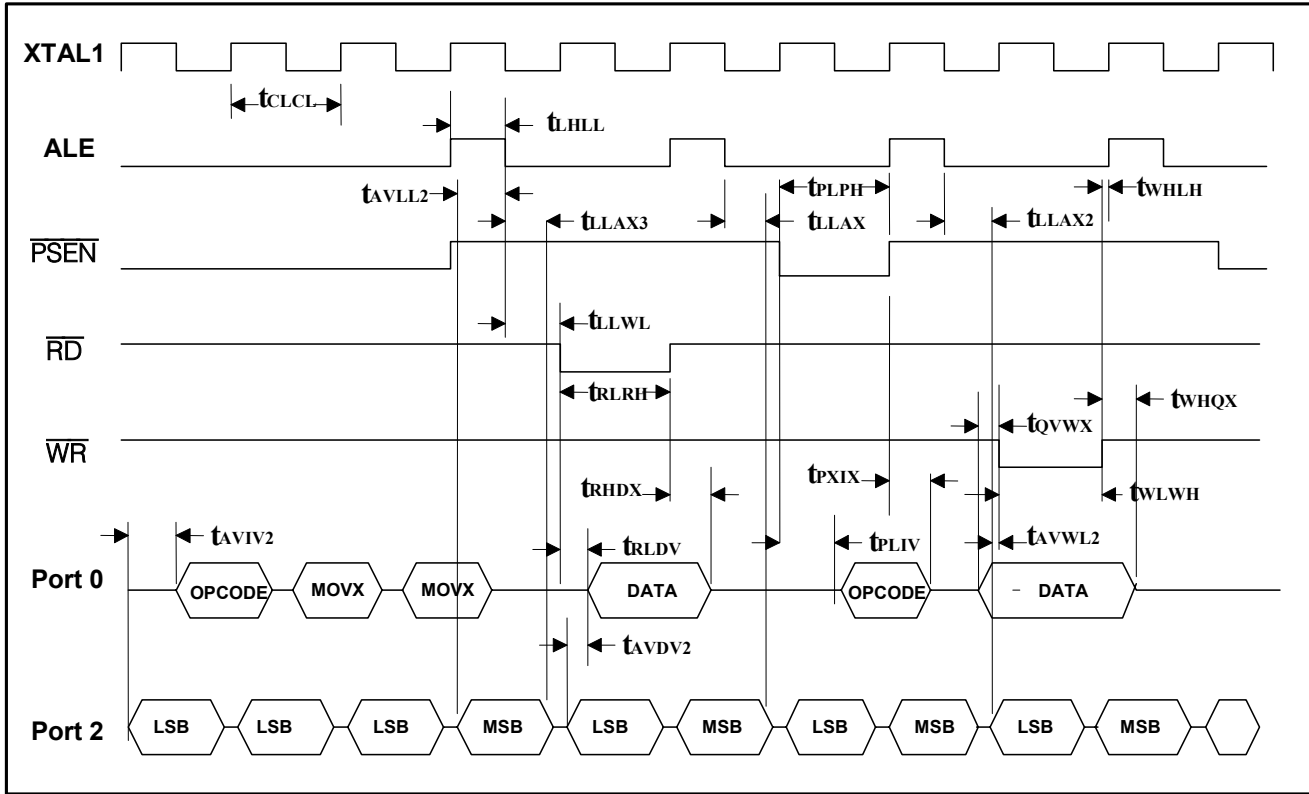 XTAL1
tCLCL
tLHLL
ALE
tAVLL2
tPLPH
tWHLH
tLLAX3
tLLAX
tLLAX2
PSEN
tLLWL
RD
tRLRH
tWHQX
tQVWX
WR
tRHDX
tPXIX
tWLWH
tAVIV2
tRLDV
tPLIV
tAVWL2
Port 0
OPCODE MOVX MOVX DATA OPCODE - DATA
tAVDV2
Port 2
LSB LSB LSB MSB LSB MSB LSB MSB LSB MSB